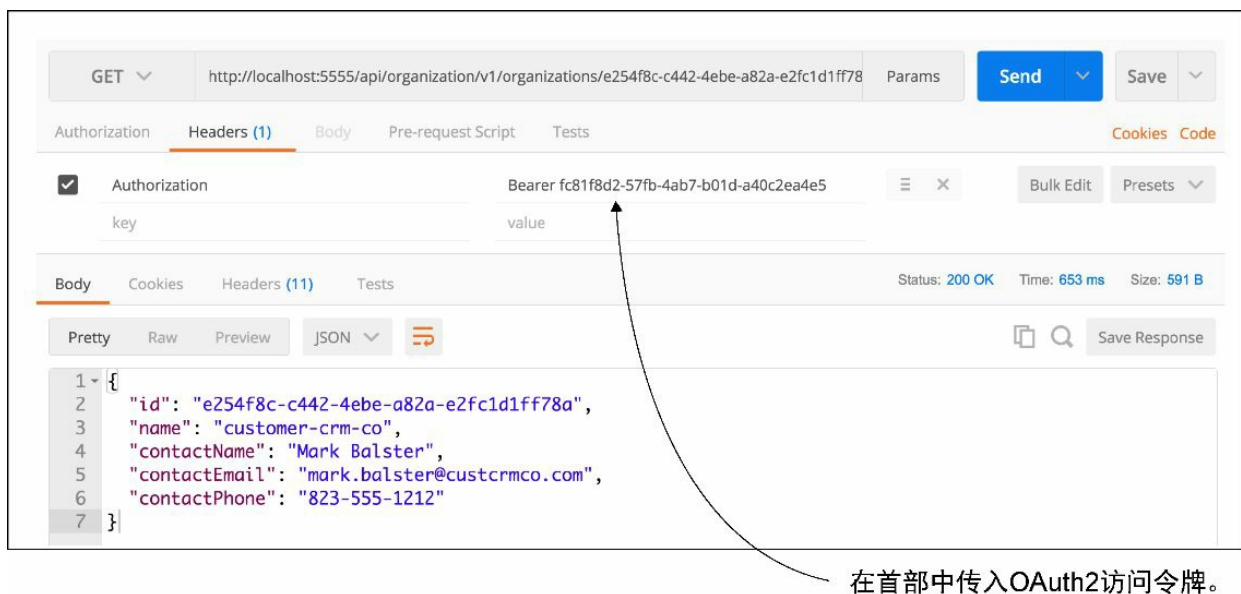 GET http://localhost:5555/api/organization/v1/organizations/e254f8c-c442-4ebe-a82a-e2fc1d1ff78 Params Send Save
Authorization Headers (1) Body Pre-request Script Tests Cookies Code
Authorization Bearer fc81f8d2-57fb-4ab7-b01d-a40c2ea4e5 Bulk Edit Presets
key value
Body Cookies Headers (11) Tests Status: 200 OK Time: 653 ms Size: 591 B
Pretty Raw Preview JSON Save Response
1 {
2 "id": "e254f8c-c442-4ebe-a82a-e2fc1d1ff78a",
3 "name": "customer-crm-co",
4 "contactName": "Mark Balster",
5 "contactEmail": "mark.balster@custcrmco.com",
6 "contactPhone": "823-555-1212"
7 }
在首部中传入OAuth2访问令牌。